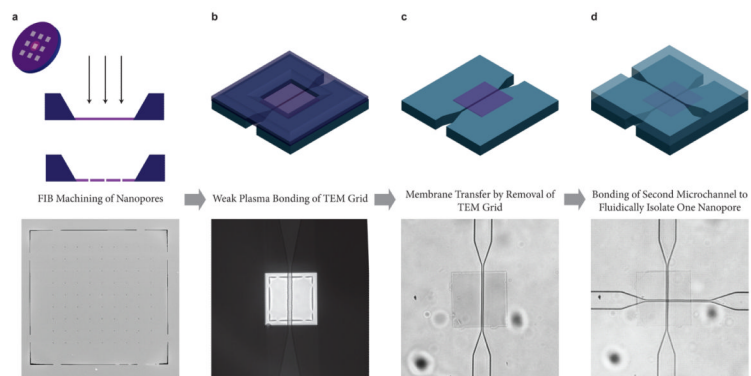 a
b
c
d
FIB Machining of Nanopores
Weak Plasma Bonding of TEM Grid
Membrane Transfer by Removal of
TEM Grid
Bonding of Second Microchannel to
Fluidically Isolate One Nanopore